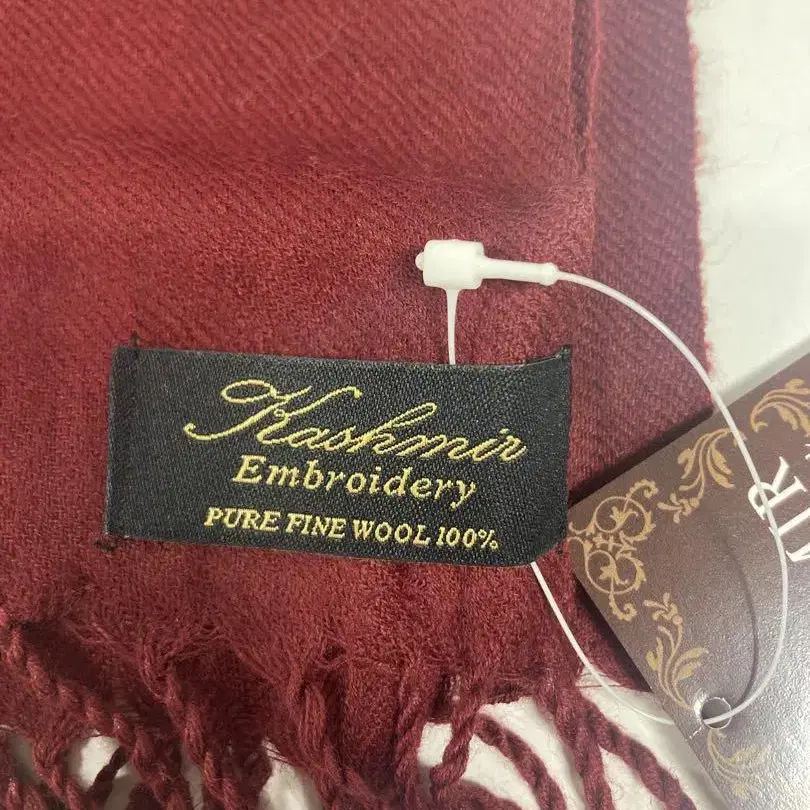 Kashmir
Embroidery
PURE FINE WOOL 100%